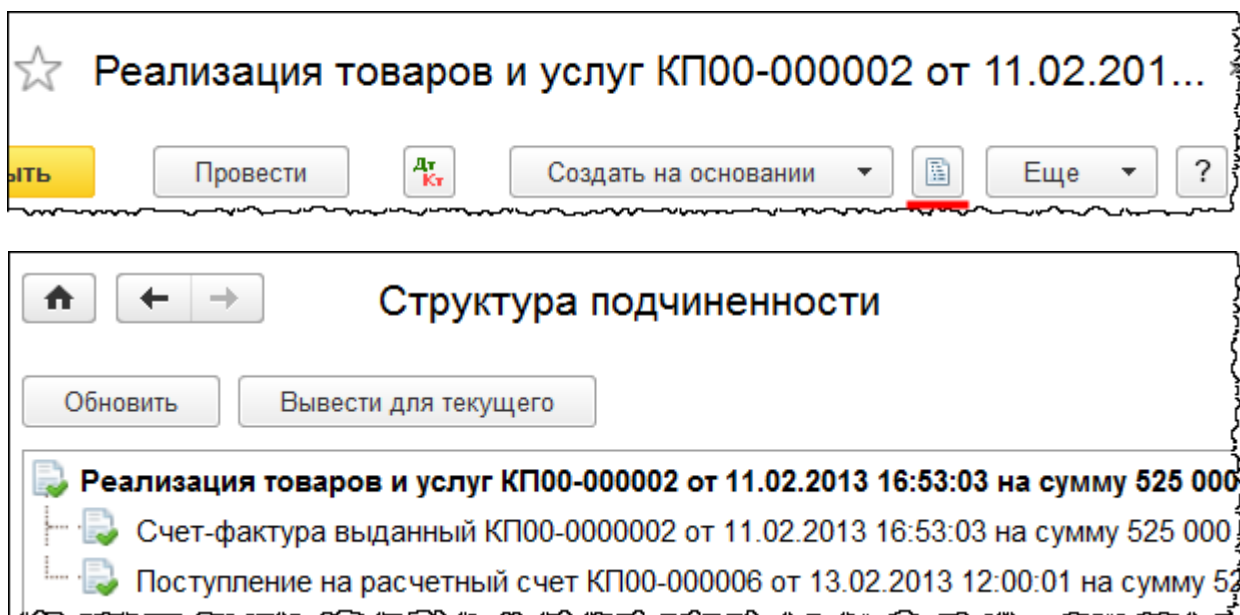 Реализация товаров и услуг КП00-000002 от 11.02.201...
ыть Провести Дт Кт Создать на основании Еще ?
Структура подчиненности
Обновить Вывести для текущего
Реализация товаров и услуг КП00-000002 от 11.02.2013 16:53:03 на сумму 525 000
Счет-фактура выданный КП00-0000002 от 11.02.2013 16:53:03 на сумму 525 000
Поступление на расчетный счет КП00-000006 от 13.02.2013 12:00:01 на сумму 52